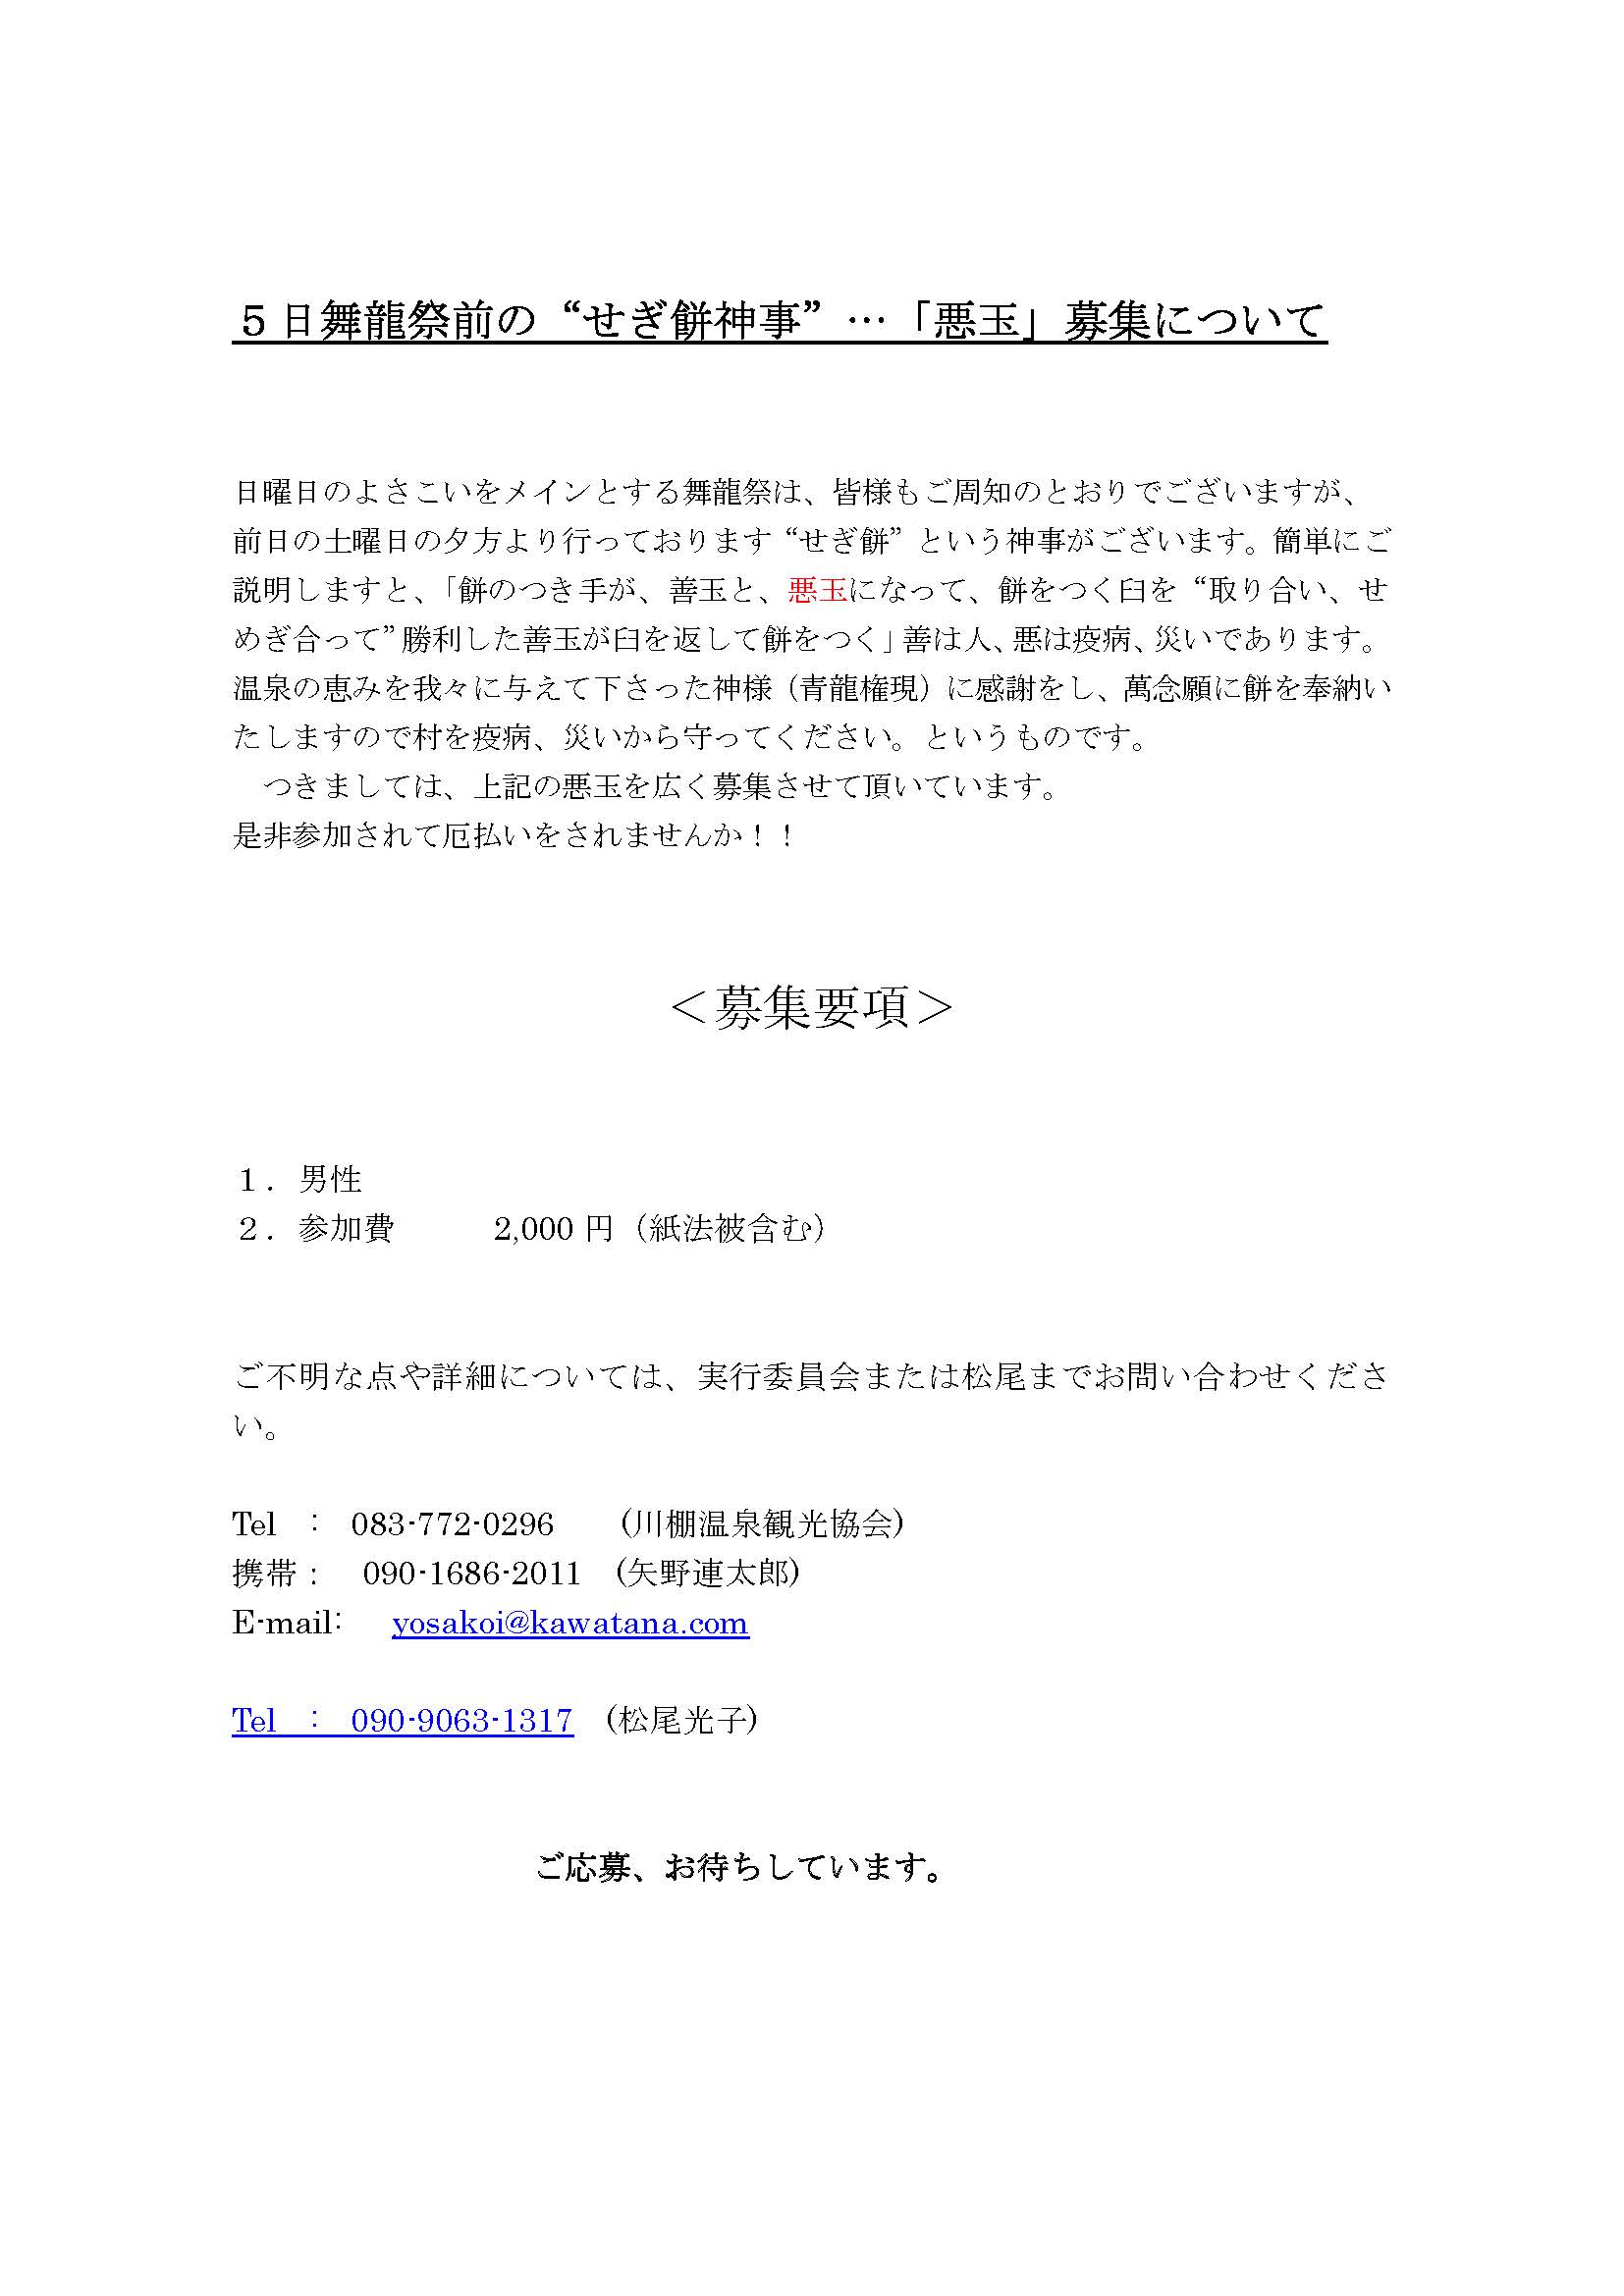 ５日舞龍祭前の“せぎ餅神事”…「悪玉」募集について
日曜日のよさこいをメインとする舞龍祭は、皆様もご周知のとおりでございますが、
前日の土曜日の夕方より行っております“せぎ餅”という神事がございます。簡単にご
説明しますと、「餅のつき手が、善玉と、悪玉になって、餅をつく臼を“取り合い、せ
めぎ合って”勝利した善玉が臼を返して餅をつく」善は人、悪は疫病、災いであります。
温泉の恵みを我々に与えて下さった神様（青龍権現）に感謝をし、萬念願に餅を奉納い
たしますので村を疫病、災いから守ってください。というものです。
　つきましては、上記の悪玉を広く募集させて頂いています。
是非参加されて厄払いをされませんか！！
＜募集要項＞
１．男性
２．参加費　　　2,000 円（紙法被含む）
ご不明な点や詳細については、実行委員会または松尾までお問い合わせくださ
い。
Tel　：　083-772-0296　　(川棚温泉観光協会)
携帯：　090-1686-2011　(矢野連太郎)
E-mail:　yosakoi@kawatana.com
Tel　：　090-9063-1317　(松尾光子)
ご応募、お待ちしています。